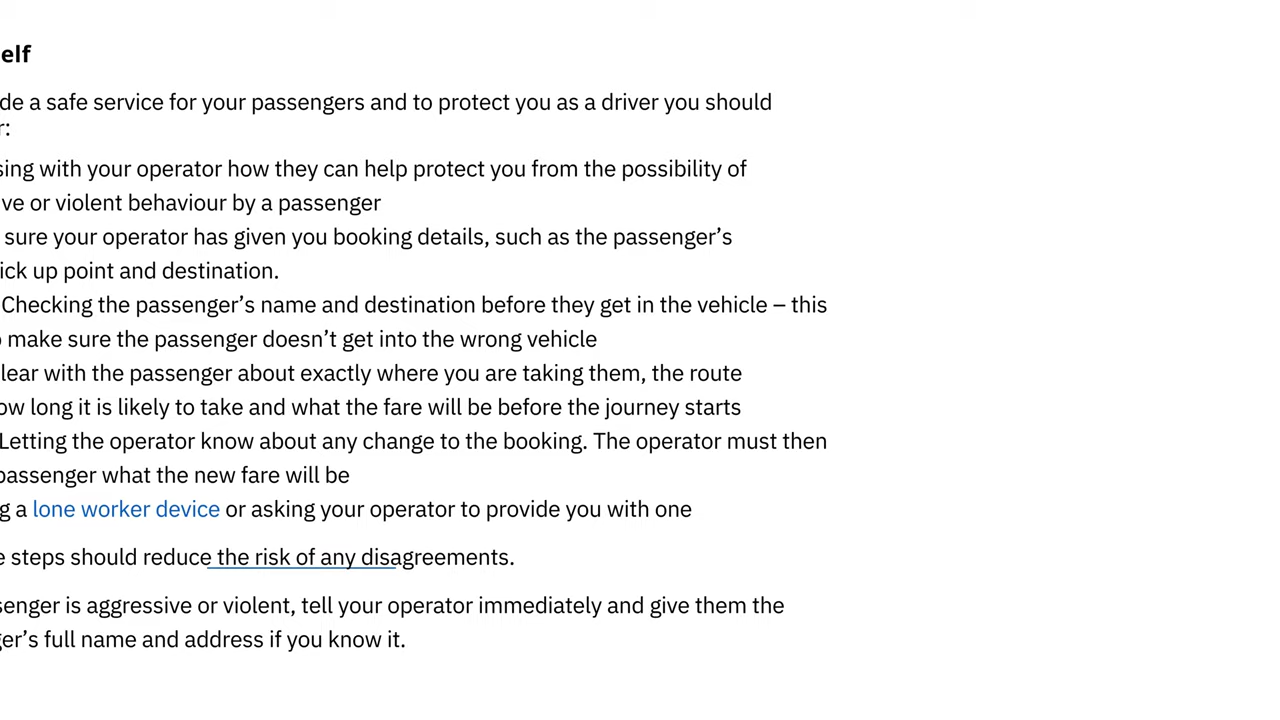 elf
de a safe service for your passengers and to protect you as a driver you should
r:
sing with your operator how they can help protect you from the possibility of
ve or violent behaviour by a passenger
sure your operator has given you booking details, such as the passenger’s
ick up point and destination.
Checking the passenger’s name and destination before they get in the vehicle – this
o make sure the passenger doesn’t get into the wrong vehicle
lear with the passenger about exactly where you are taking them, the route
ow long it is likely to take and what the fare will be before the journey starts
Letting the operator know about any change to the booking. The operator must then
passenger what the new fare will be
g a lone worker device or asking your operator to provide you with one
e steps should reduce the risk of any disagreements.
senger is aggressive or violent, tell your operator immediately and give them the
ger’s full name and address if you know it.